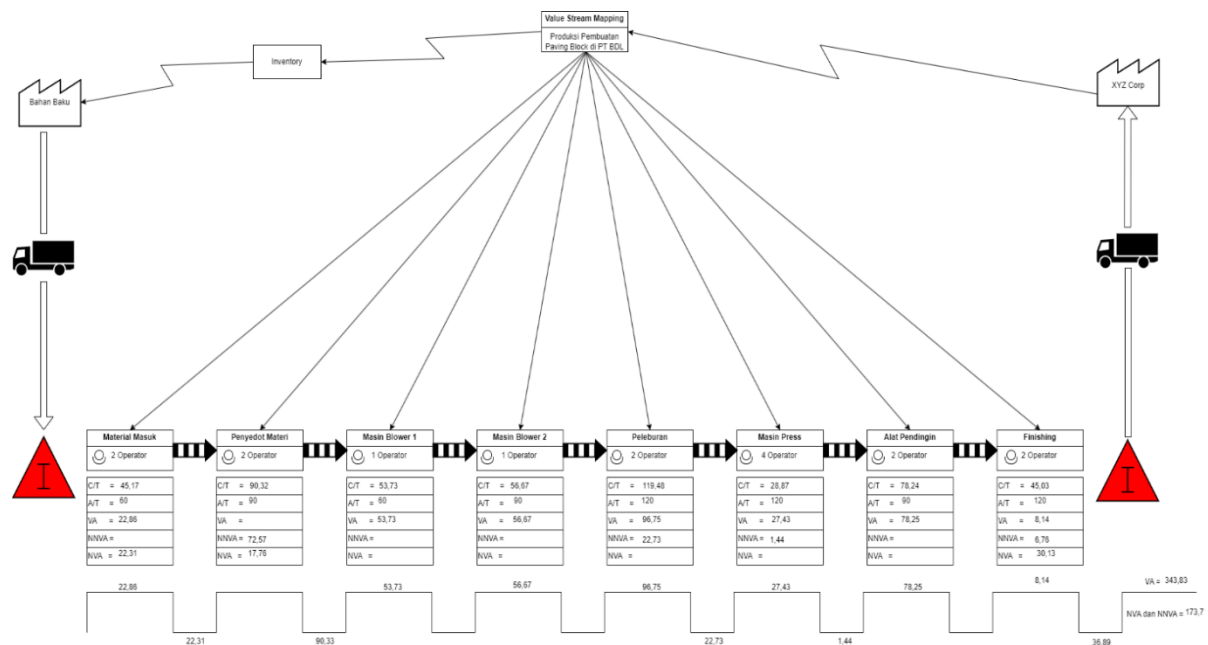 Value Stream Mapping
Produksi Pembuatan
Paving Block di PT BDL
Inventory
Bahan Baku
XYZ Corp
Material Masuk
2 Operator
C/T = 45,17
A/T = 60
VA = 22,86
NNVA =
NVA = 22,31
Penyedot Materi
2 Operator
C/T = 90,32
A/T = 90
VA =
NNVA = 72,57
NVA = 17,76
Masin Blower 1
1 Operator
C/T = 53,73
A/T = 60
VA = 53,73
NNVA =
NVA =
Masin Blower 2
1 Operator
C/T = 56,67
A/T = 90
VA = 56,67
NNVA =
NVA =
Peleburan
2 Operator
C/T = 119,48
A/T = 120
VA = 96,75
NNVA = 22,73
NVA =
Masin Press
4 Operator
C/T = 28,87
A/T = 120
VA = 27,43
NNVA = 1,44
NVA =
Alat Pendingin
2 Operator
C/T = 78,24
A/T = 90
VA = 78,25
NNVA =
NVA =
Finishing
2 Operator
C/T = 45,03
A/T = 120
VA = 8,14
NNVA = 6,76
NVA = 30,13
22,86
53,73
56,67
96,75
27,43
78,25
8,14
VA = 343,83
NVA dan NNVA = 173,7
22,31
90,33
22,73
1,44
36,89